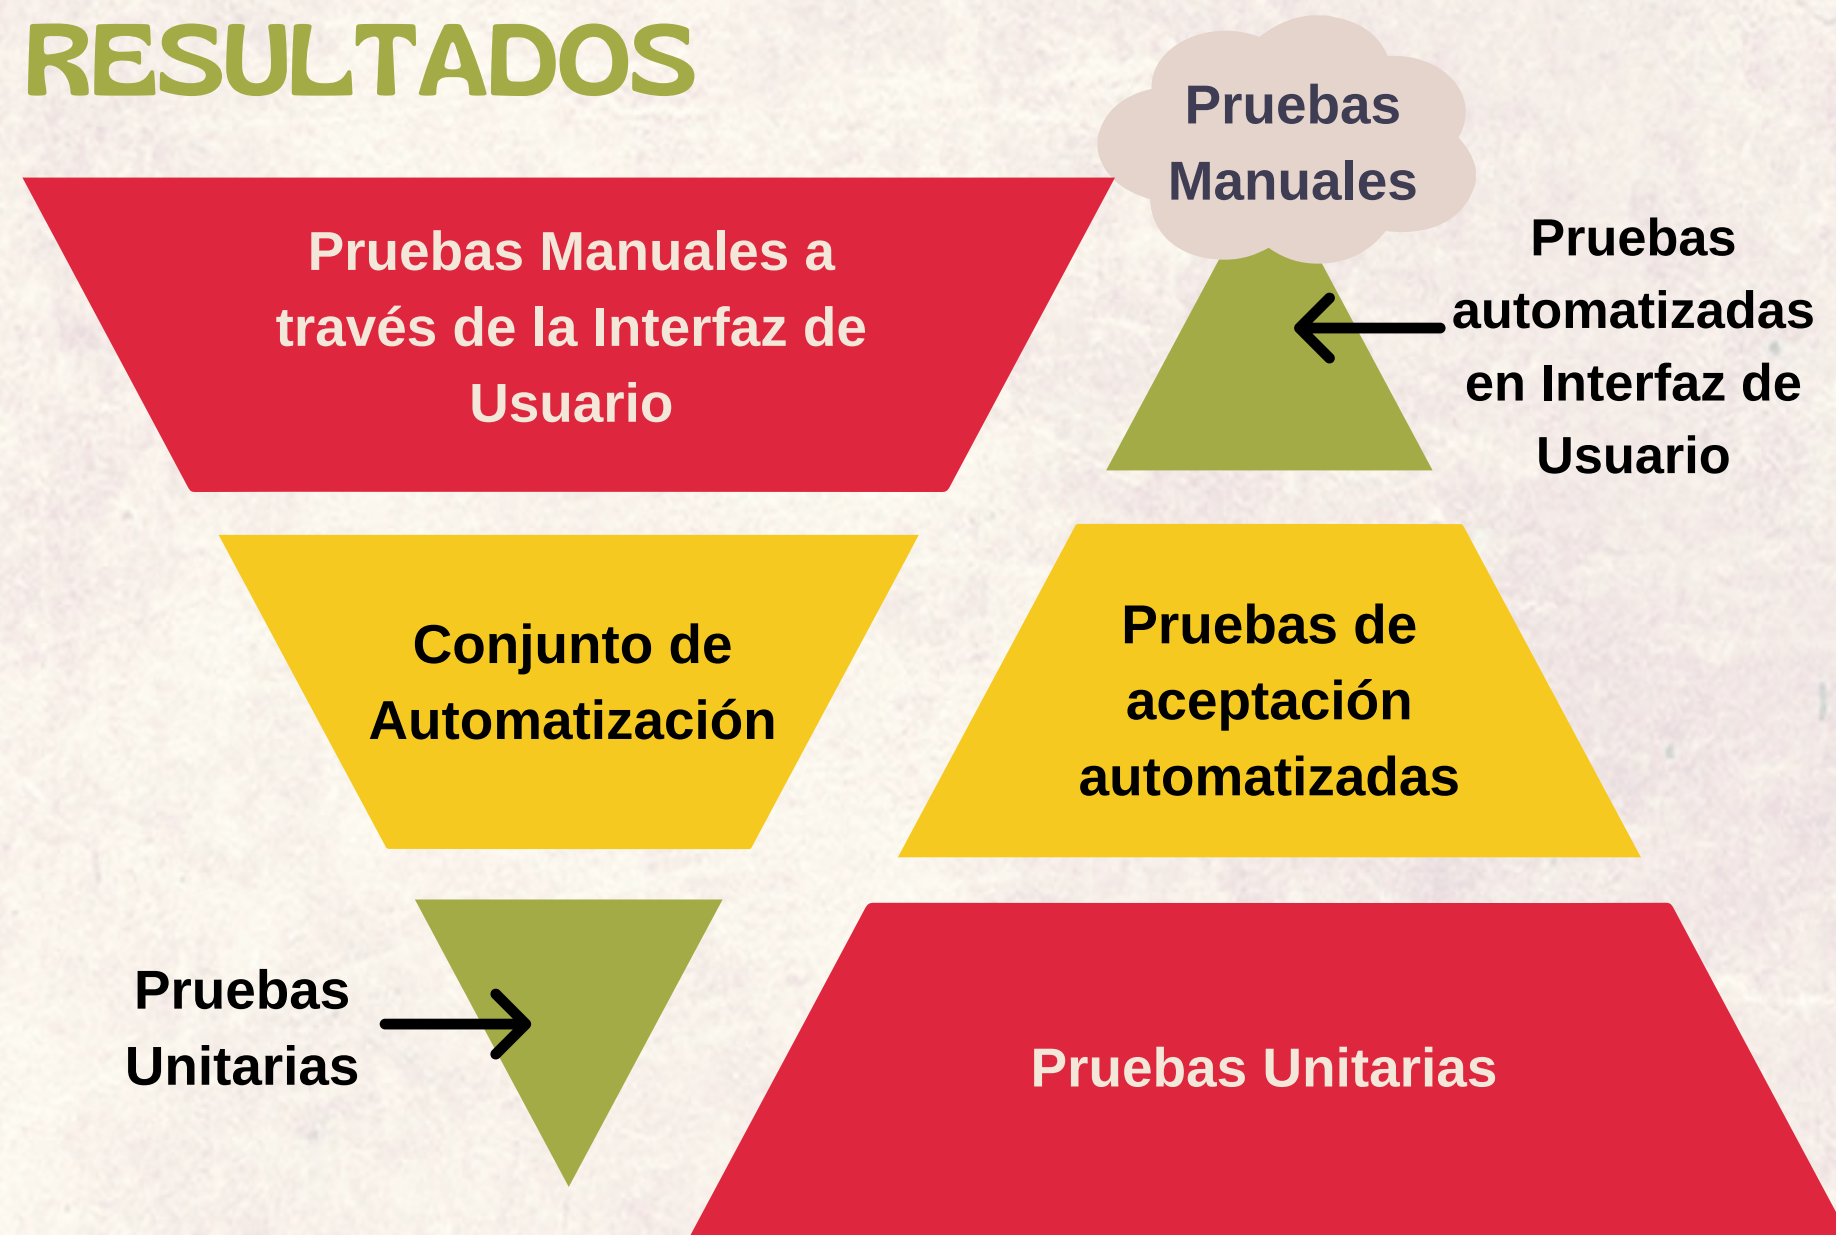 RESULTADOS
Pruebas Manuales a
través de la Interfaz de
Usuario
Conjunto de
Automatización
Pruebas
Unitarias
Pruebas
Manuales
Pruebas
automatizadas
en Interfaz de
Usuario
Pruebas de
aceptación
automatizadas
Pruebas Unitarias